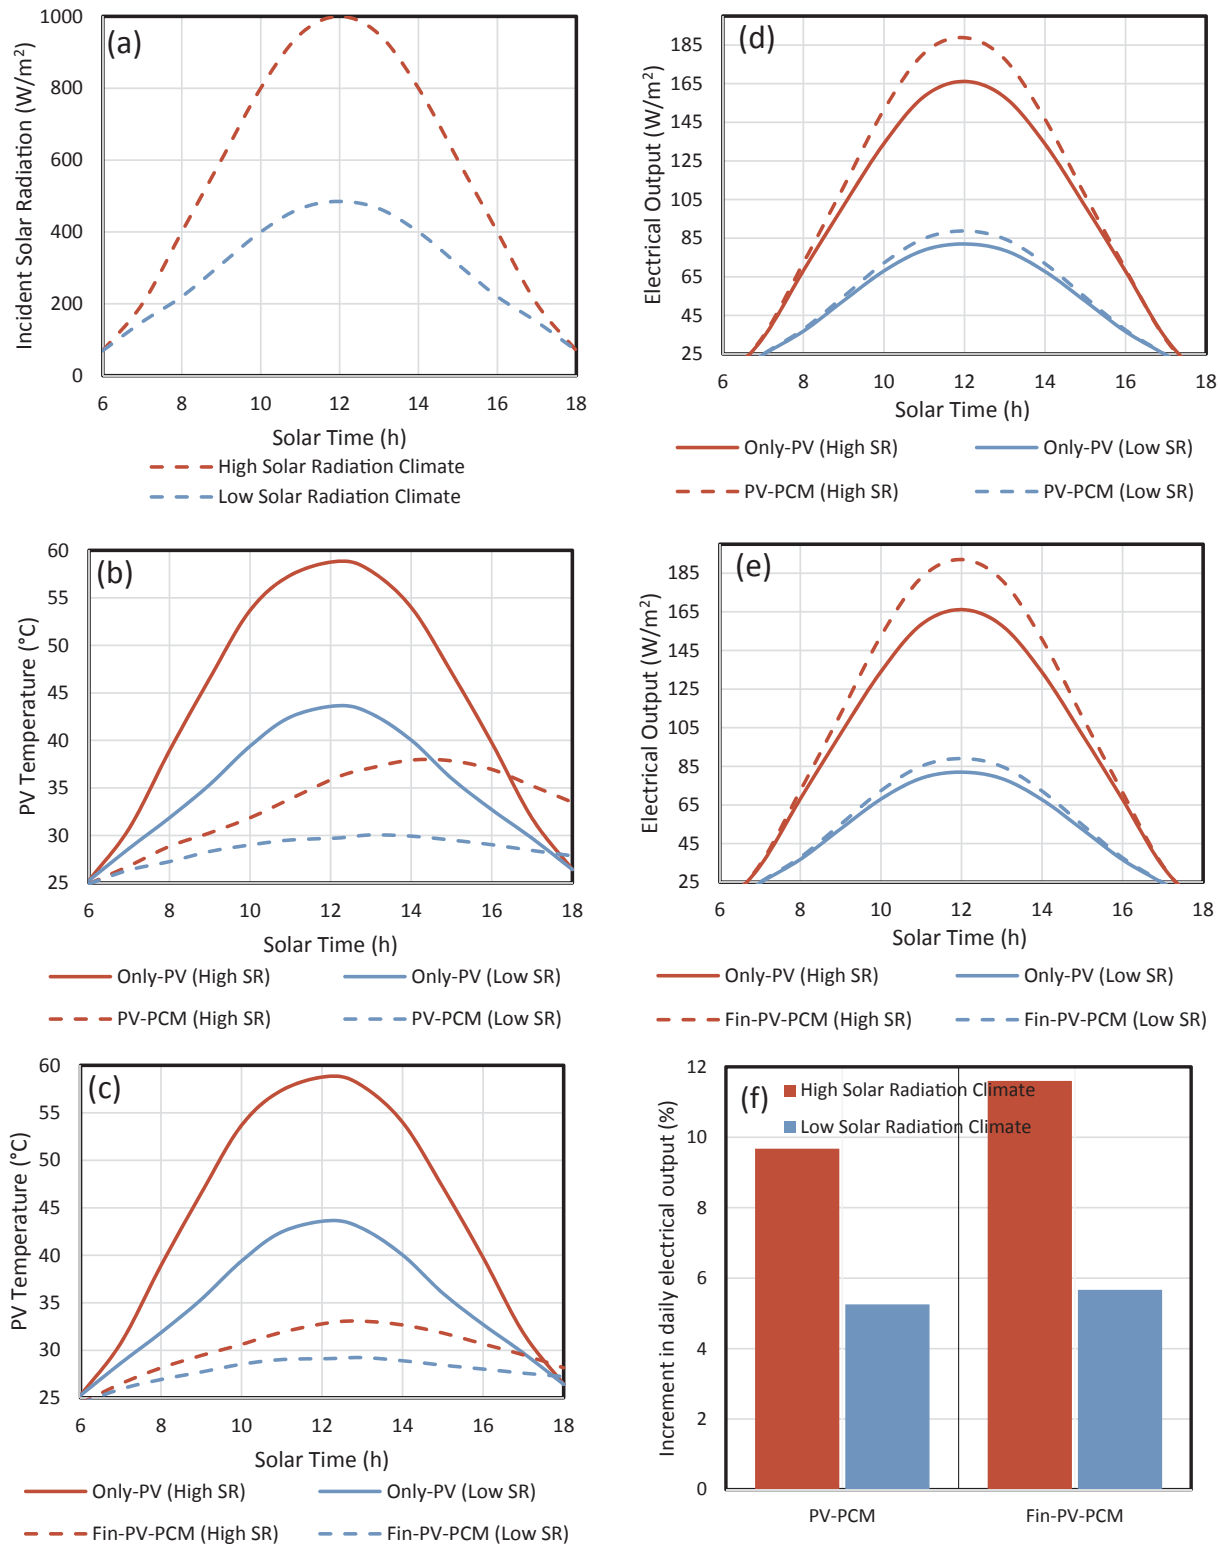 (a)
Incident Solar Radiation (W/m²)
1000
800
600
400
200
0
6 8 10 12 14 16 18
Solar Time (h)
High Solar Radiation Climate
Low Solar Radiation Climate
(b)
PV Temperature (°C)
60
55
50
45
40
35
30
25
6 8 10 12 14 16 18
Solar Time (h)
Only-PV (High SR) Only-PV (Low SR)
PV-PCM (High SR) PV-PCM (Low SR)
(c)
PV Temperature (°C)
60
55
50
45
40
35
30
25
6 8 10 12 14 16 18
Solar Time (h)
Only-PV (High SR) Only-PV (Low SR)
Fin-PV-PCM (High SR) Fin-PV-PCM (Low SR)
(d)
Electrical Output (W/m²)
185
165
145
125
105
85
65
45
25
6 8 10 12 14 16 18
Solar Time (h)
Only-PV (High SR) Only-PV (Low SR)
PV-PCM (High SR) PV-PCM (Low SR)
(e)
Electrical Output (W/m²)
185
165
145
125
105
85
65
45
25
6 8 10 12 14 16 18
Solar Time (h)
Only-PV (High SR) Only-PV (Low SR)
Fin-PV-PCM (High SR) Fin-PV-PCM (Low SR)
(f)
Increment in daily electrical output (%)
High Solar Radiation Climate
Low Solar Radiation Climate
12
10
8
6
4
2
0
PV-PCM Fin-PV-PCM